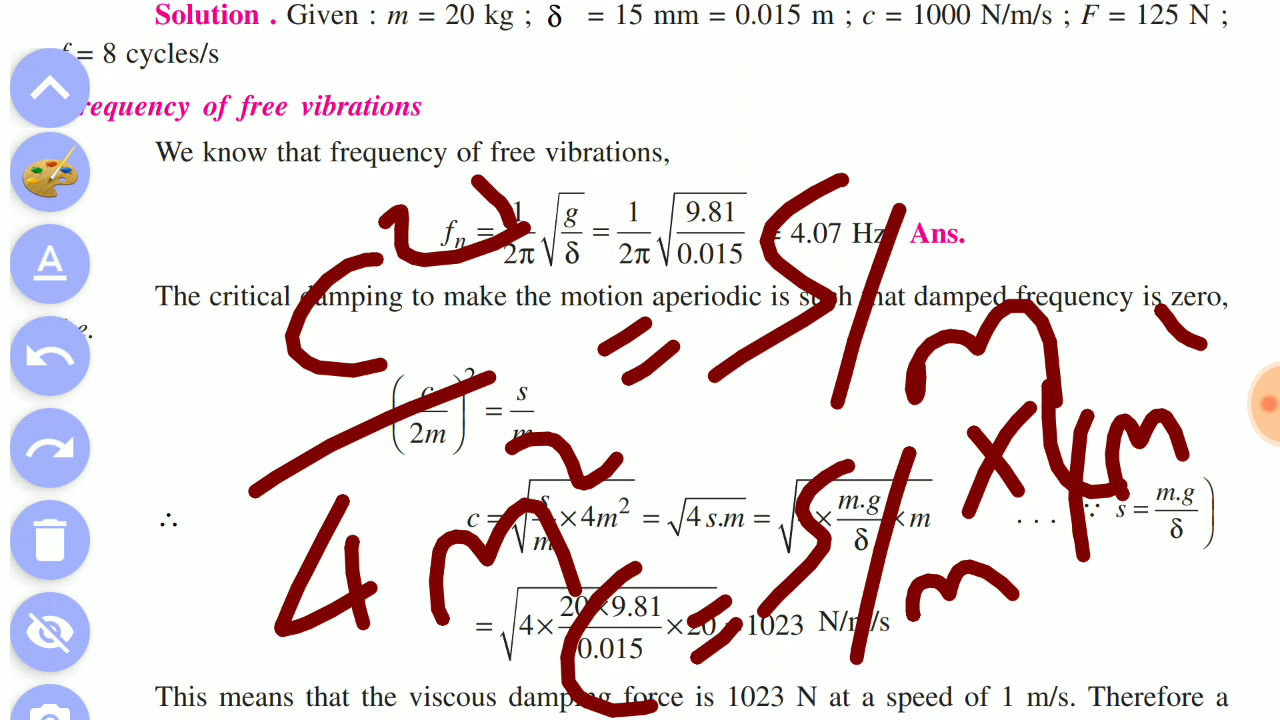 Solution . Given : m = 20 kg ; δ = 15 mm = 0.015 m ; c = 1000 N/m/s ; F = 125 N ;
f = 8 cycles/s
requency of free vibrations
We know that frequency of free vibrations,
fn = 1/2π √(g/δ) = 1/2π √(9.81/0.015) = 4.07 Hz Ans.
The critical damping to make the motion aperiodic is such that damped frequency is zero,
.e.
(c/2m)² = s/m
∴ c = √(s/m × 4m²) = √(4 s.m) = √(4 × m.g/δ × m) . . . ∵ s = m.g/δ)
= √(4 × 20×9.81/0.015 × 20) = 1023 N/m/s
This means that the viscous damping force is 1023 N at a speed of 1 m/s. Therefore a
A
c² / 4m² = s/m × 4m
c = s/m